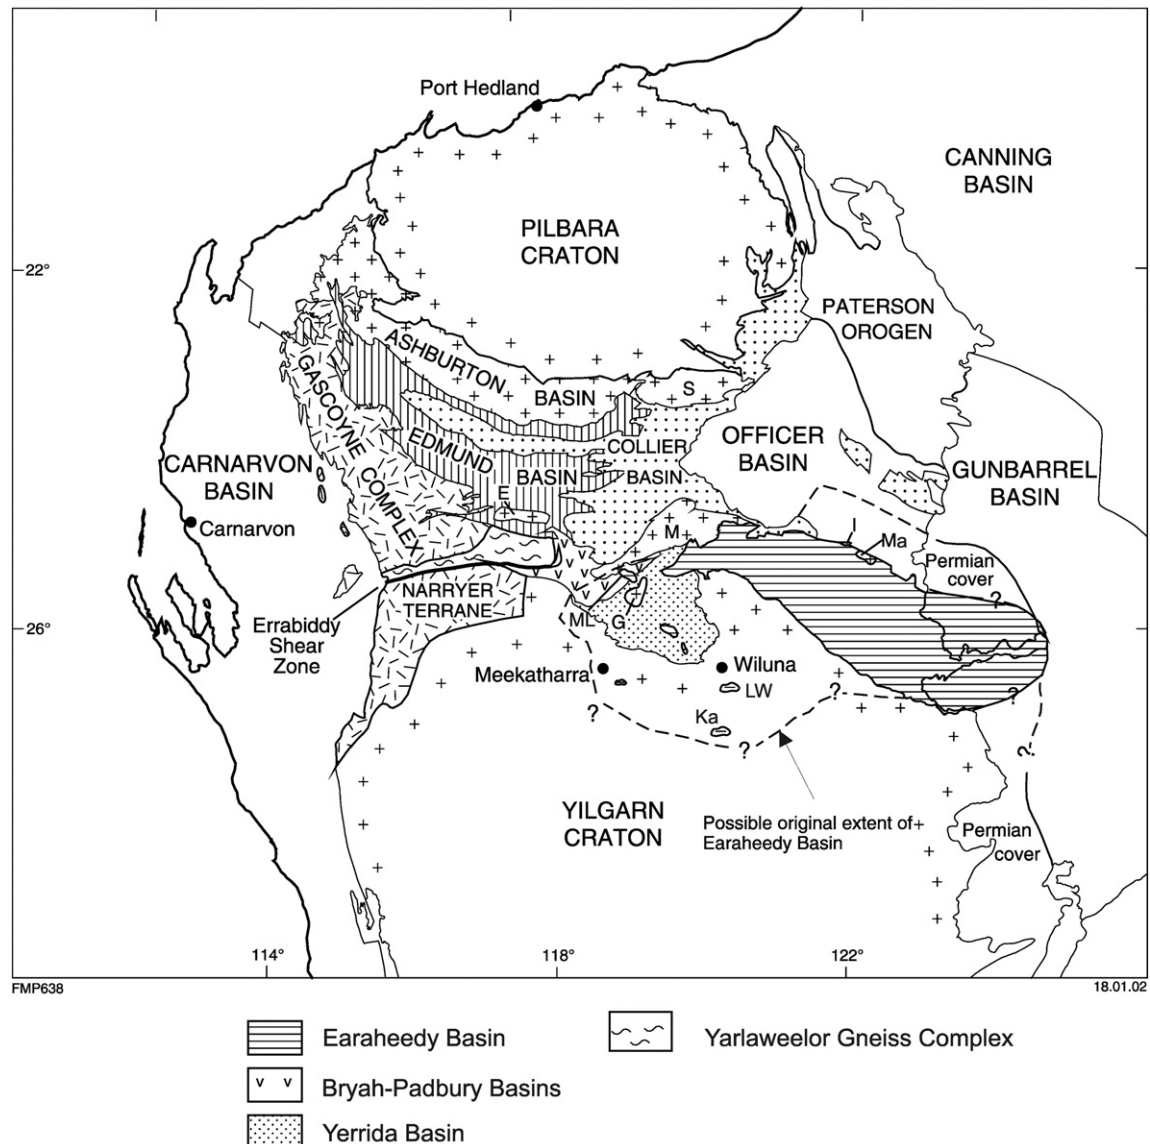 Port Hedland
CANNING
BASIN
PILBARA
CRATON
22°
PATERSON
OROGEN
ASHBURTON
BASIN
S
GASCOYNE COMPLEX
EDMUND
BASIN
COLLIER
BASIN
OFFICER
BASIN
CARNARVON
BASIN
GUNBARREL
BASIN
E
Carnarvon
M
I
Ma
Permian
cover
?
NARRYER
TERRANE
ML
G
26°
Errabiddy
Shear
Zone
Meekatharra
Wiluna
LW
?
?
?
Ka
?
?
YILGARN
CRATON
Possible original extent of
Earaheedy Basin
Permian
cover
114°
118°
122°
FMP638
18.01.02
Earaheedy Basin
Yarlaweelor Gneiss Complex
Bryah-Padbury Basins
Yerrida Basin